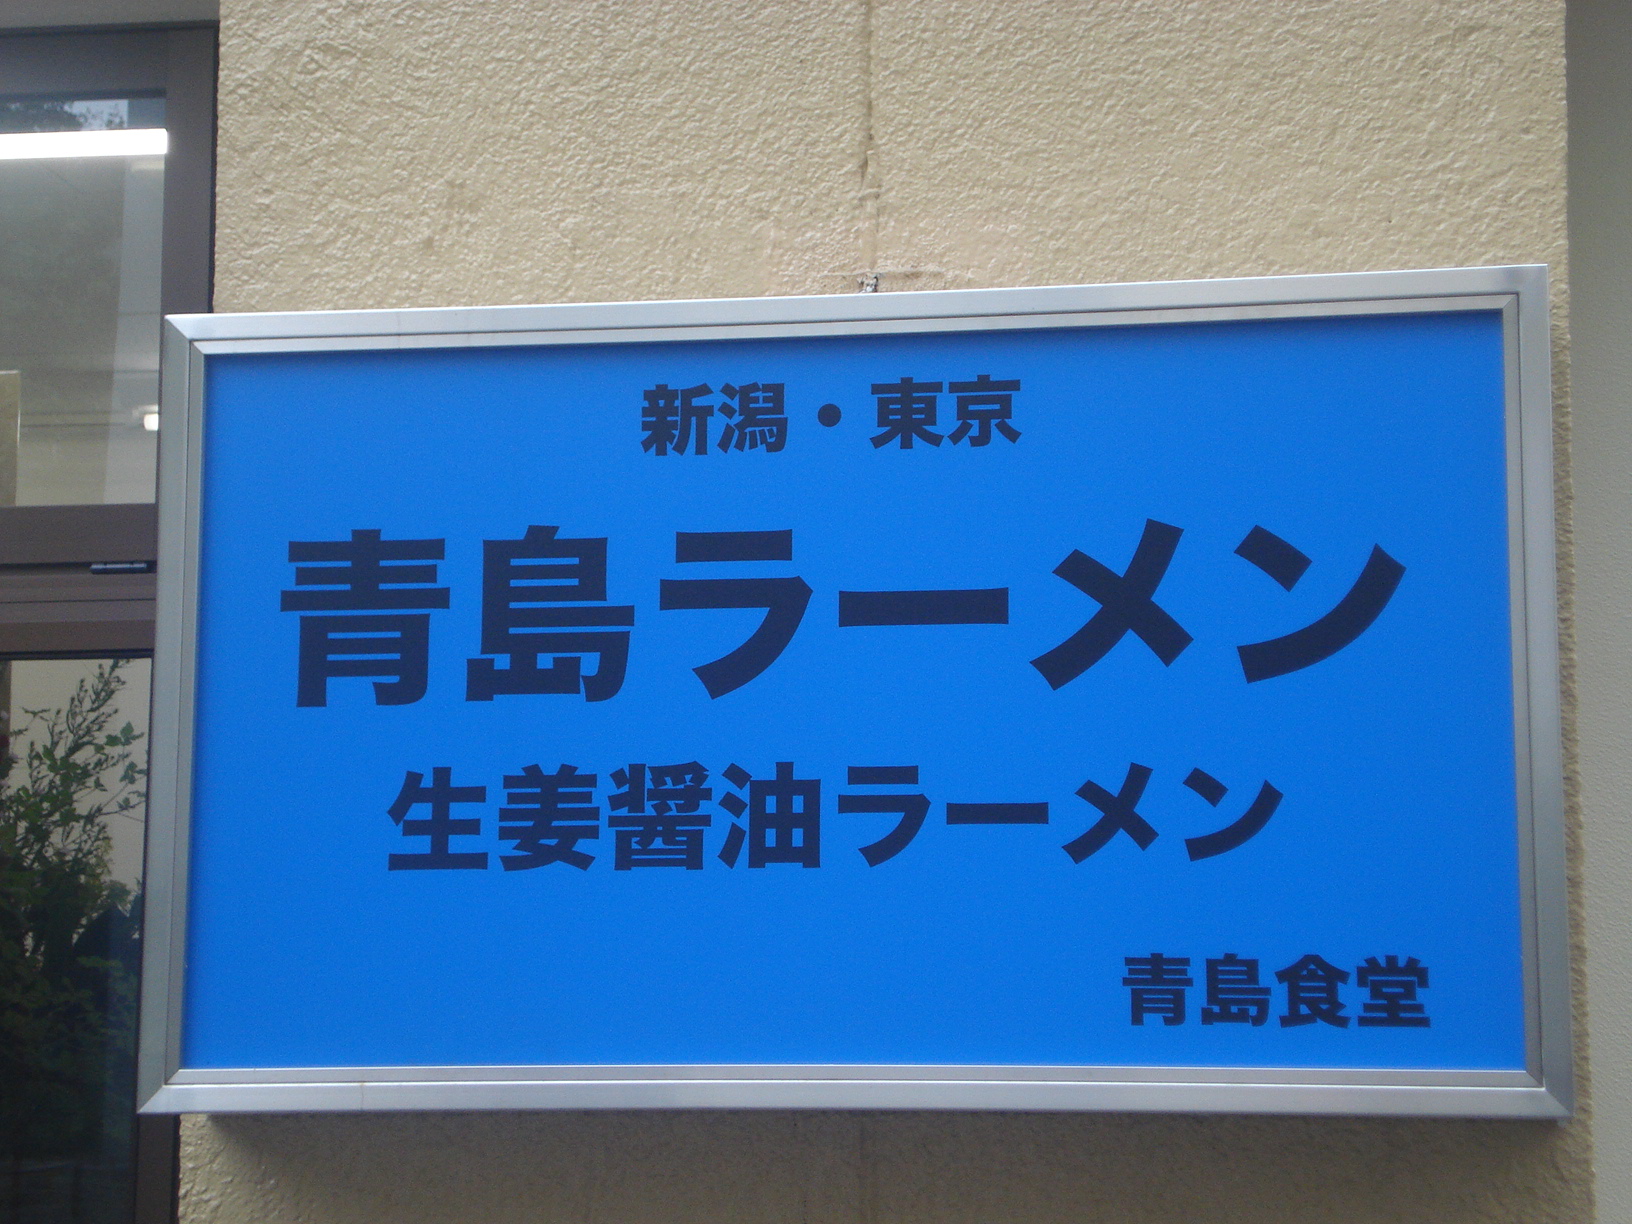 新潟・東京
青島ラーメン
生姜醤油ラーメン
青島食堂